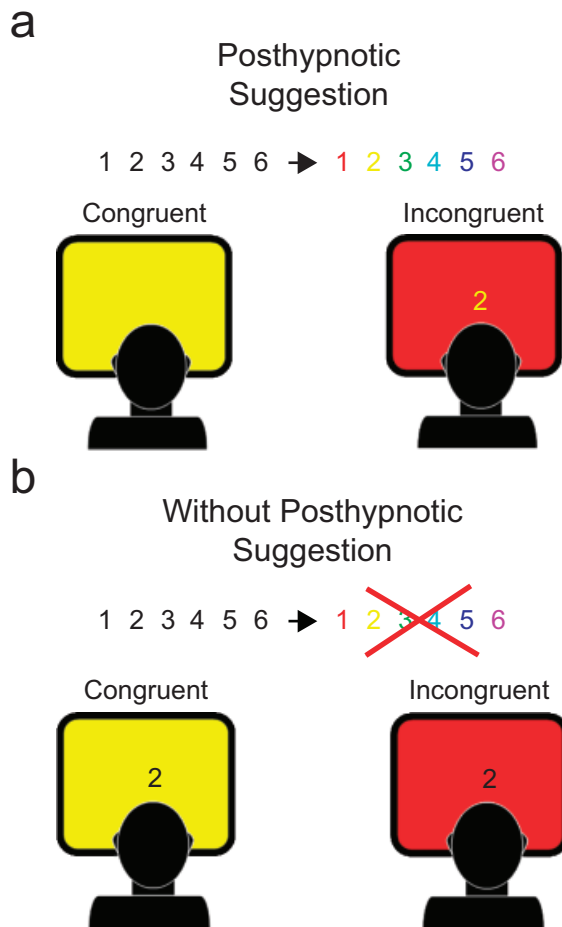 a
Posthypnotic
Suggestion
1 2 3 4 5 6 1 2 3 4 5 6
Congruent Incongruent
2
b
Without Posthypnotic
Suggestion
1 2 3 4 5 6 1 2 3 4 5 6
Congruent Incongruent
2 2